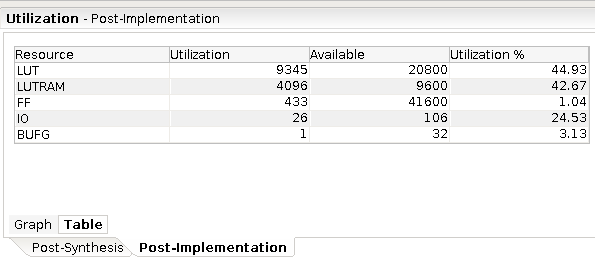 Utilization - Post-Implementation
Resource Utilization Available Utilization %
LUT 9345 20800 44.93
LUTRAM 4096 9600 42.67
FF 433 41600 1.04
IO 26 106 24.53
BUFG 1 32 3.13
Graph Table
Post-Synthesis Post-Implementation